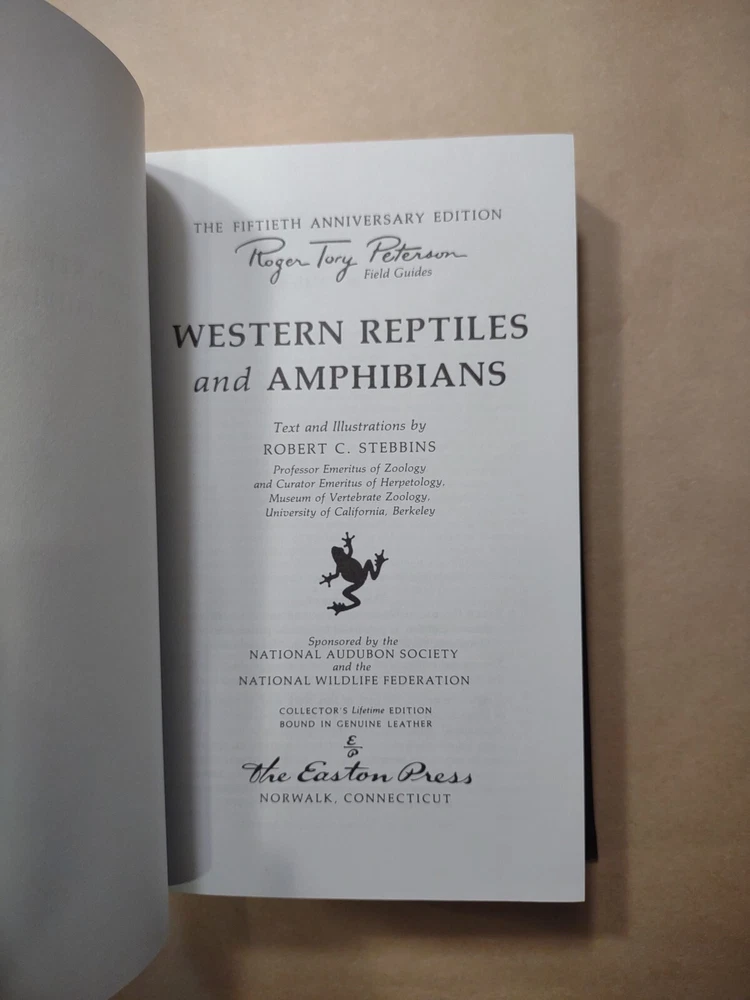 THE FIFTIETH ANNIVERSARY EDITION
Roger Tory Peterson
Field Guides
WESTERN REPTILES
and AMPHIBIANS
Text and Illustrations by
ROBERT C. STEBBINS
Professor Emeritus of Zoology
and Curator Emeritus of Herpetology,
Museum of Vertebrate Zoology,
University of California, Berkeley
Sponsored by the
NATIONAL AUDUBON SOCIETY
and the
NATIONAL WILDLIFE FEDERATION
COLLECTOR'S Lifetime EDITION
BOUND IN GENUINE LEATHER
E
P
The Easton Press
NORWALK, CONNECTICUT